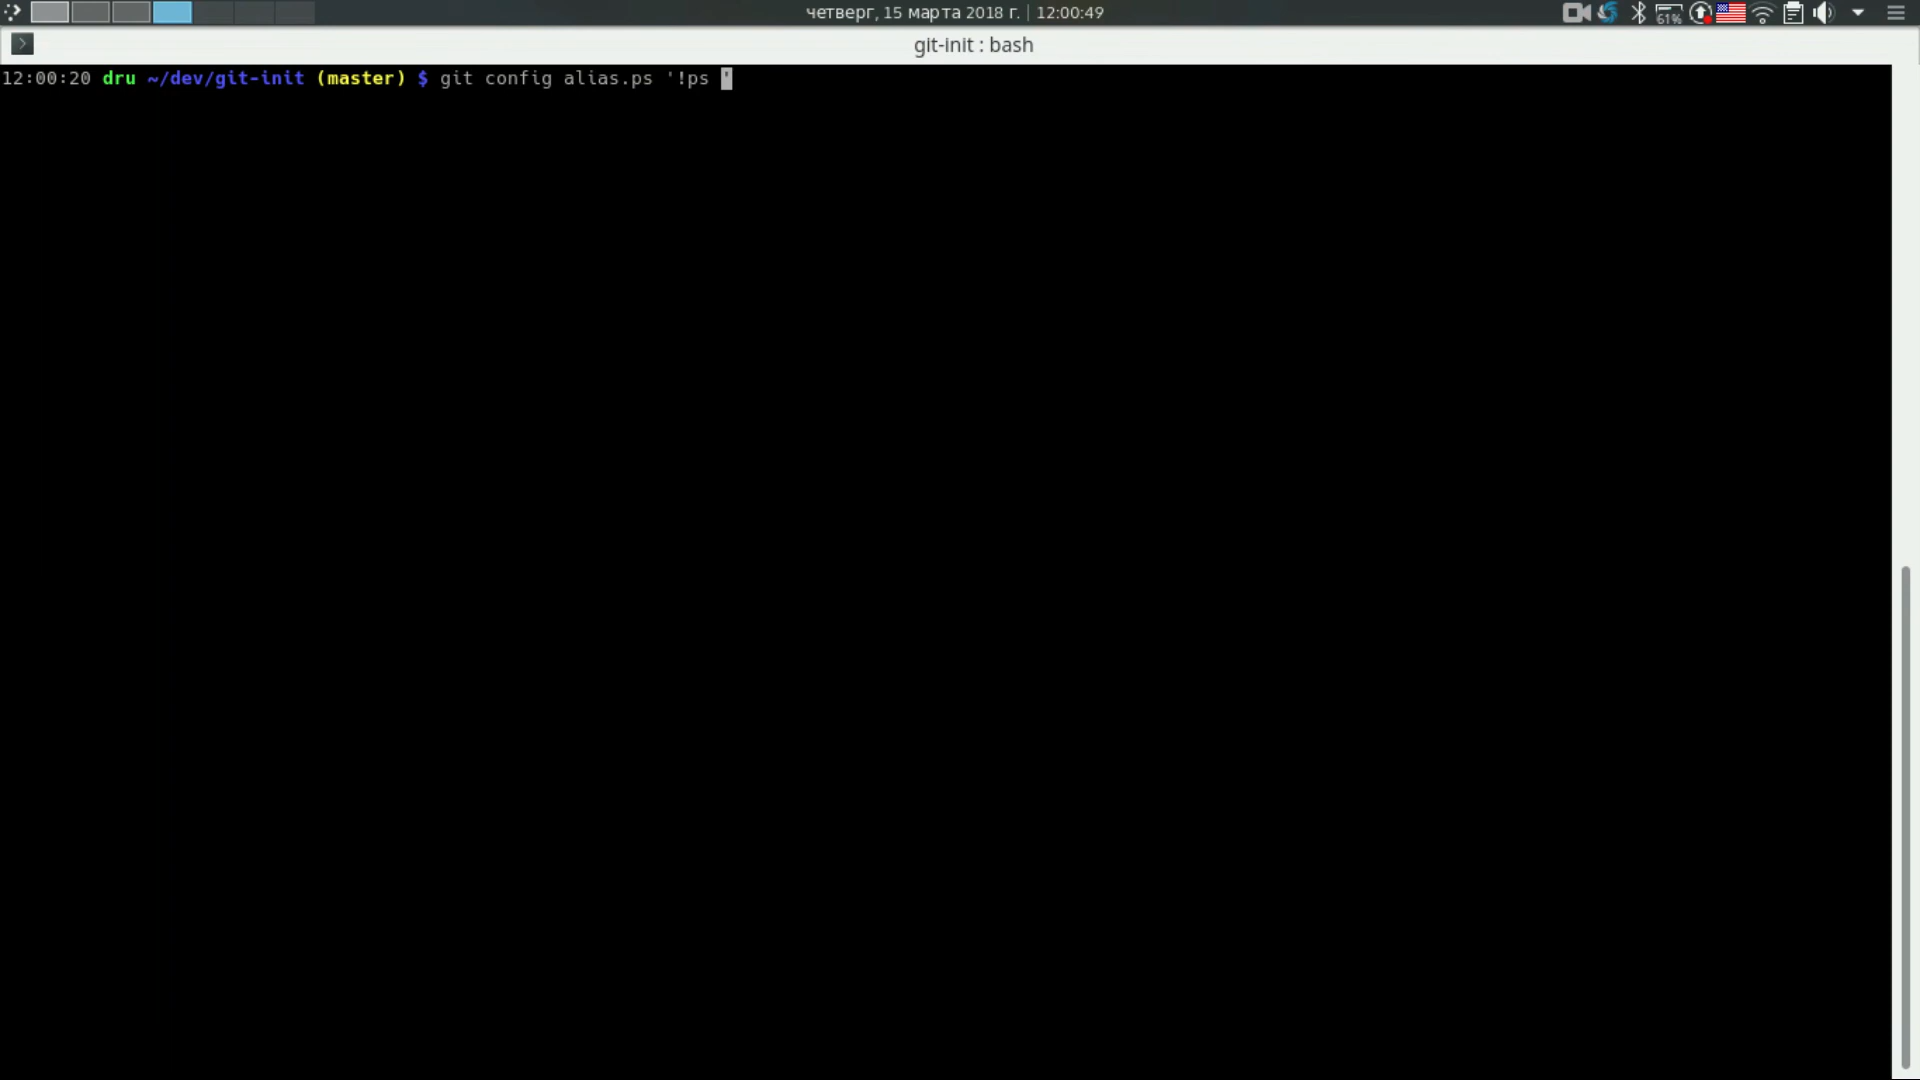 четверг, 15 марта 2018 г. | 12:00:49
61%
git-init : bash
12:00:20 dru ~/dev/git-init (master) $ git config alias.ps '!ps '